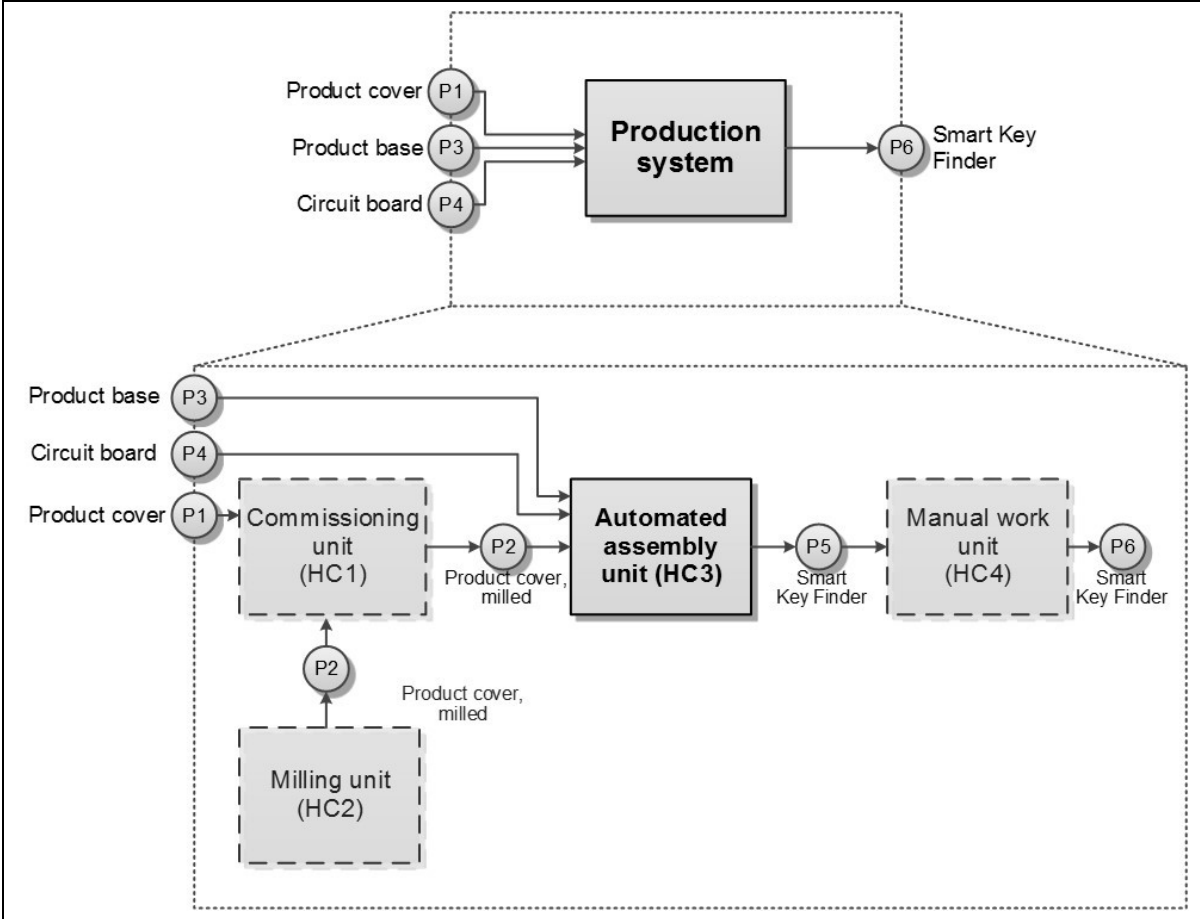 Product cover
P1
Product base
P3
Circuit board
P4
Production
system
P6
Smart Key
Finder
Product base
P3
Circuit board
P4
Product cover
P1
Commissioning
unit
(HC1)
P2
Product cover,
milled
Automated
assembly
unit (HC3)
P5
Smart
Key Finder
Manual work
unit
(HC4)
P6
Smart
Key Finder
P2
Product cover,
milled
Milling unit
(HC2)